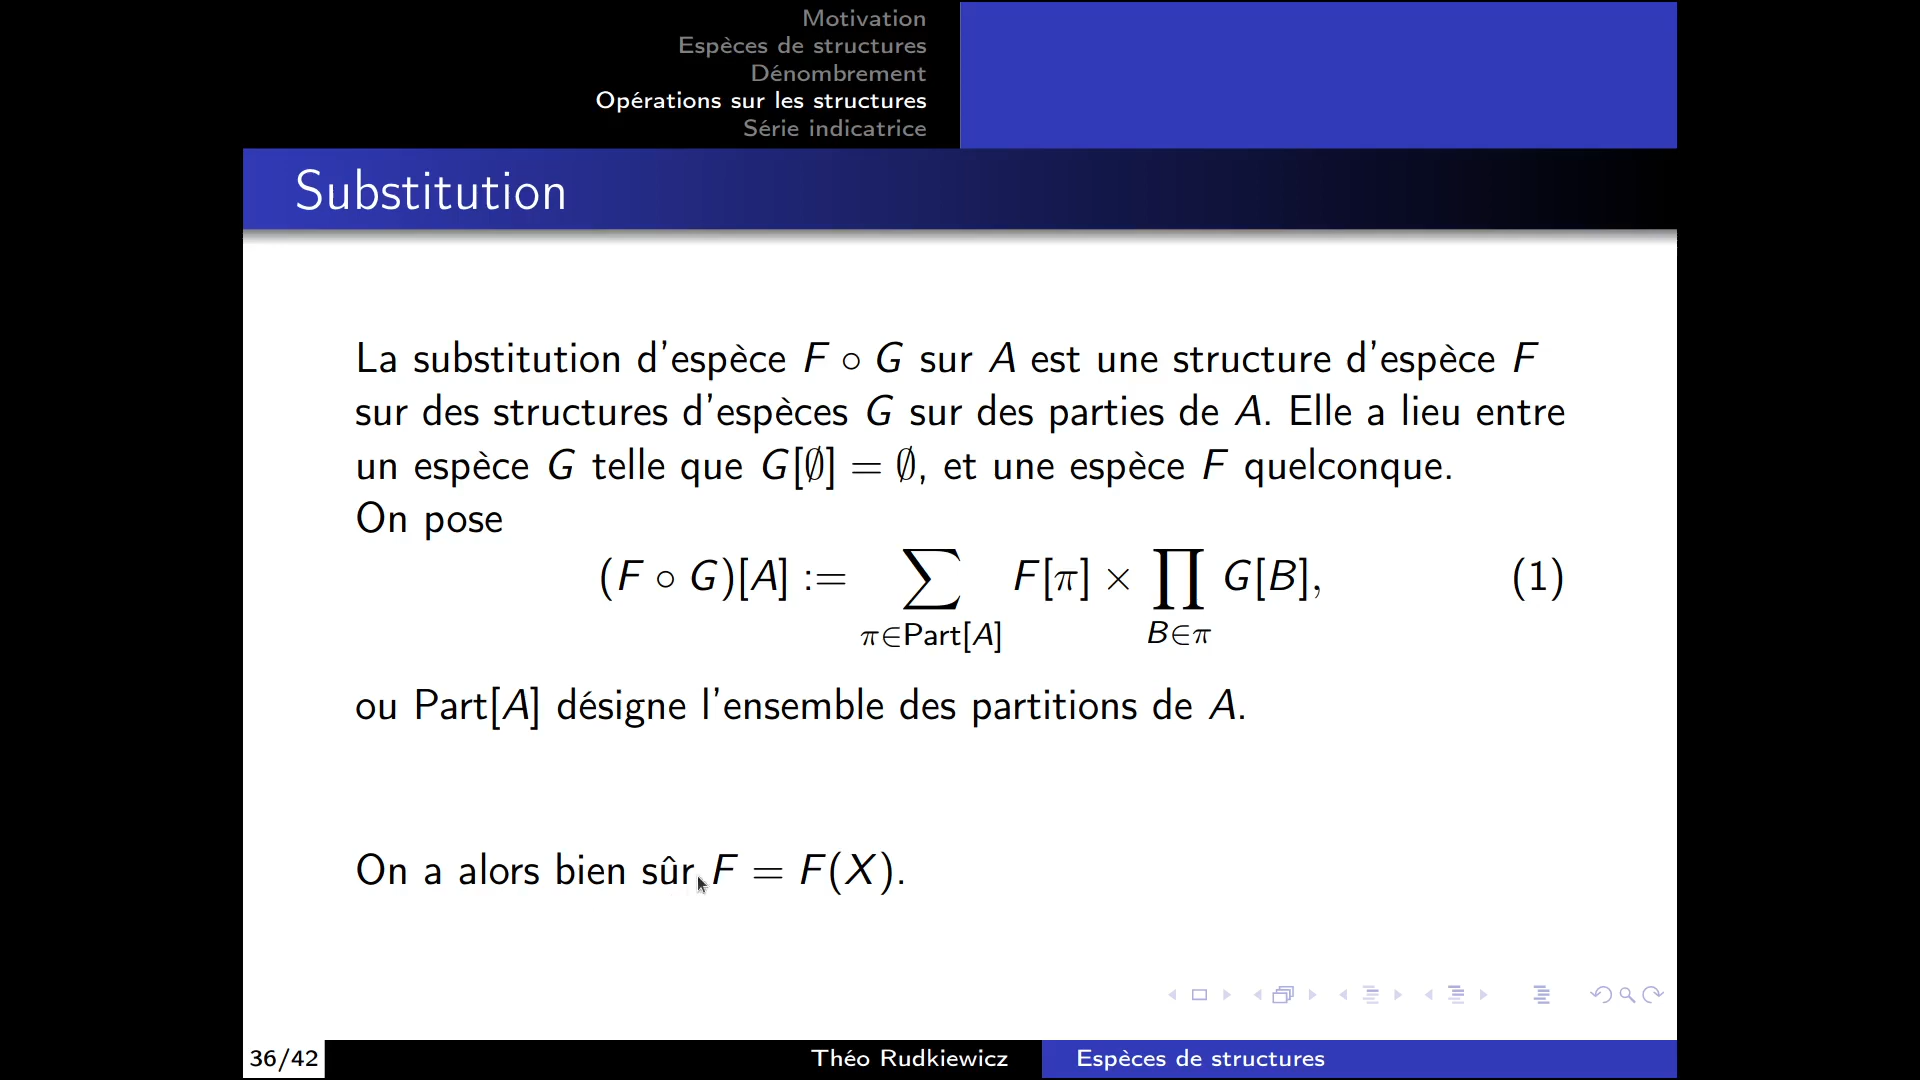 Motivation
Espèces de structures
Dénombrement
Opérations sur les structures
Série indicatrice
Substitution
La substitution d'espèce F ∘ G sur A est une structure d'espèce F
sur des structures d'espèces G sur des parties de A. Elle a lieu entre
un espèce G telle que G[∅] = ∅, et une espèce F quelconque.
On pose
(F ∘ G)[A] := ∑_{π∈Part[A]} F[π] × ∏_{B∈π} G[B], (1)
ou Part[A] désigne l'ensemble des partitions de A.
On a alors bien sûr F = F(X).
36/42 Théo Rudkiewicz Espèces de structures